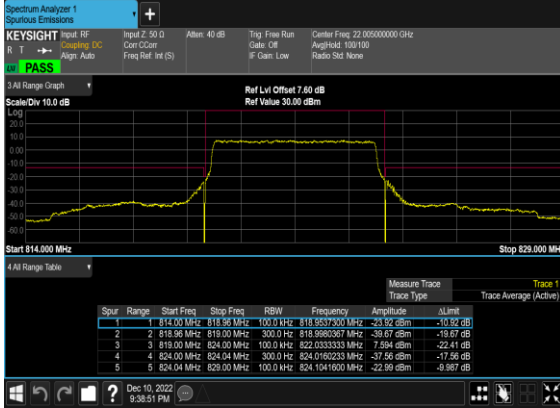 Spectrum Analyzer 1
Spurious Emissions
+
KEYSIGHT Input: RF Input Z: 50 Ω Atten: 40 dB Trig: Free Run Center Freq: 22.005000000 GHz
R T Coupling: DC Corr CCorr Gate: Off Avg|Hold: 100/100
Align: Auto Freq Ref: Int (S) IF Gain: Low Radio Std: None
PASS
3 All Range Graph
Ref Lvl Offset 7.60 dB
Scale/Div 10.0 dB Ref Value 30.00 dBm
Log
20.0
10.0
0.00
-10.0
-20.0
-30.0
-40.0
-50.0
-60.0
Start 814.000 MHz Stop 829.000 MH
4 All Range Table
Measure Trace Trace 1
Trace Type Trace Average (Active)
Spur Range Start Freq Stop Freq RBW Frequency Amplitude ΔLimit
1 1 814.00 MHz 818.96 MHz 100.0 kHz 818.9537300 MHz -23.92 dBm -10.92 dB
2 2 818.96 MHz 819.00 MHz 300.0 Hz 818.9980367 MHz -39.67 dBm -19.67 dB
3 3 819.00 MHz 824.00 MHz 100.0 kHz 822.0333333 MHz 7.594 dBm -22.41 dB
4 4 824.00 MHz 824.04 MHz 300.0 Hz 824.0160233 MHz -37.56 dBm -17.56 dB
5 5 824.04 MHz 829.00 MHz 100.0 kHz 824.1041600 MHz -22.99 dBm -9.987 dB
? Dec 10, 2022
9:38:51 PM